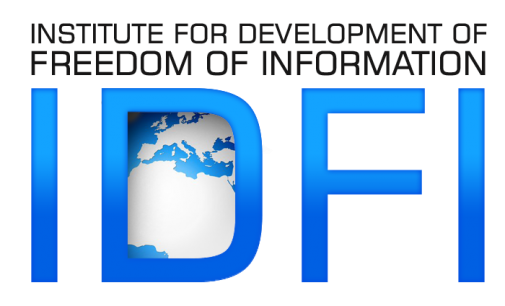 INSTITUTE FOR DEVELOPMENT OF
FREEDOM OF INFORMATION
IDFI